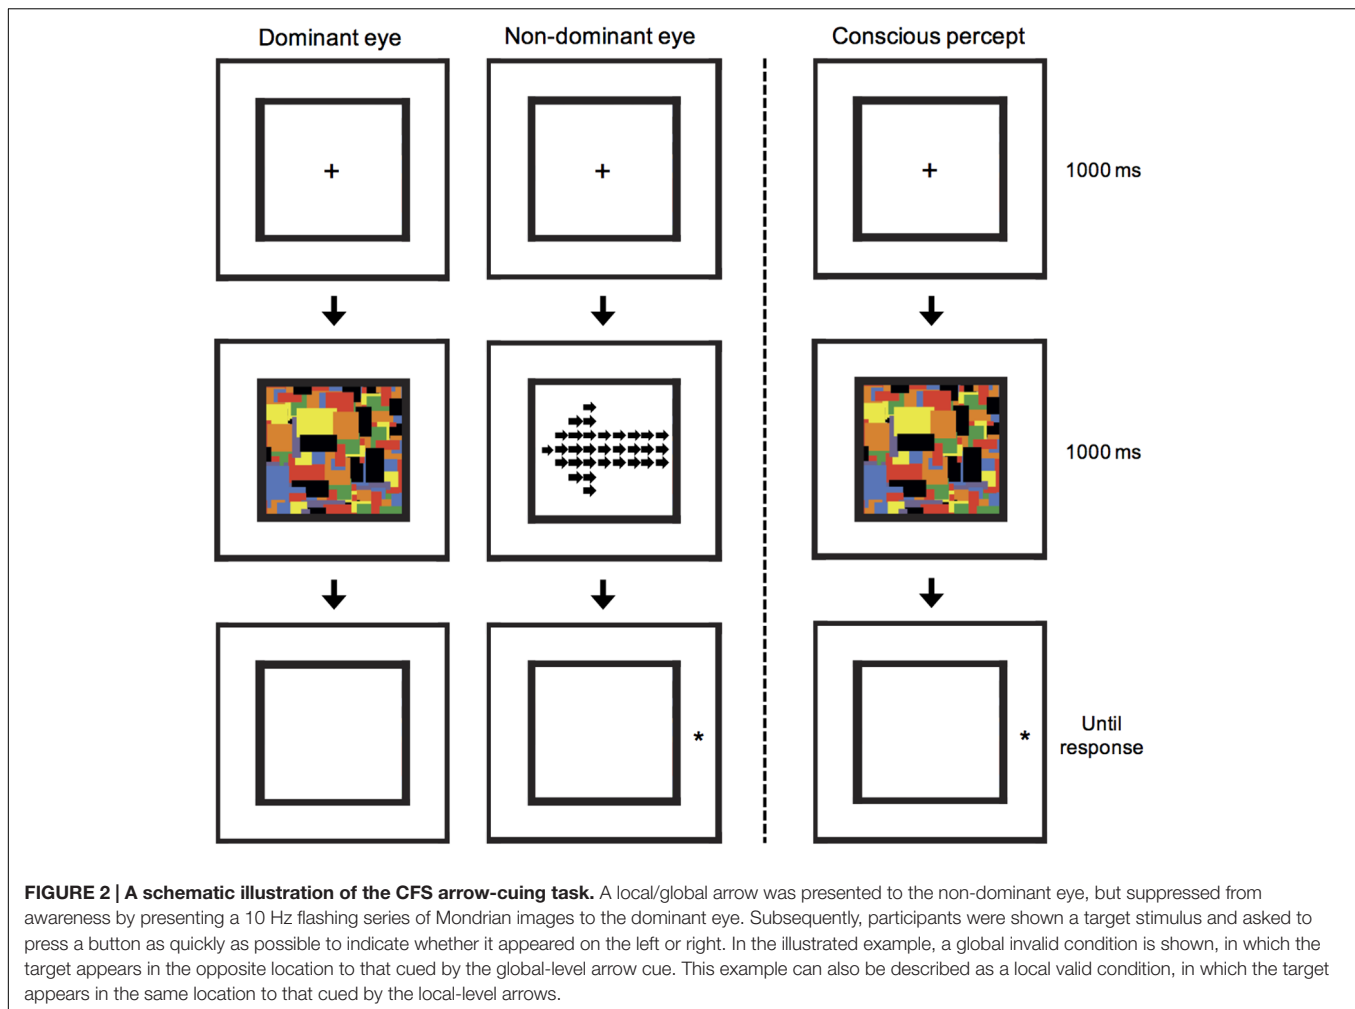 Dominant eye
Non-dominant eye
Conscious percept
+
+
+
1000 ms
1000 ms
*
*
Until
response
FIGURE 2 | A schematic illustration of the CFS arrow-cuing task. A local/global arrow was presented to the non-dominant eye, but suppressed from
awareness by presenting a 10 Hz flashing series of Mondrian images to the dominant eye. Subsequently, participants were shown a target stimulus and asked to
press a button as quickly as possible to indicate whether it appeared on the left or right. In the illustrated example, a global invalid condition is shown, in which the
target appears in the opposite location to that cued by the global-level arrow cue. This example can also be described as a local valid condition, in which the target
appears in the same location to that cued by the local-level arrows.